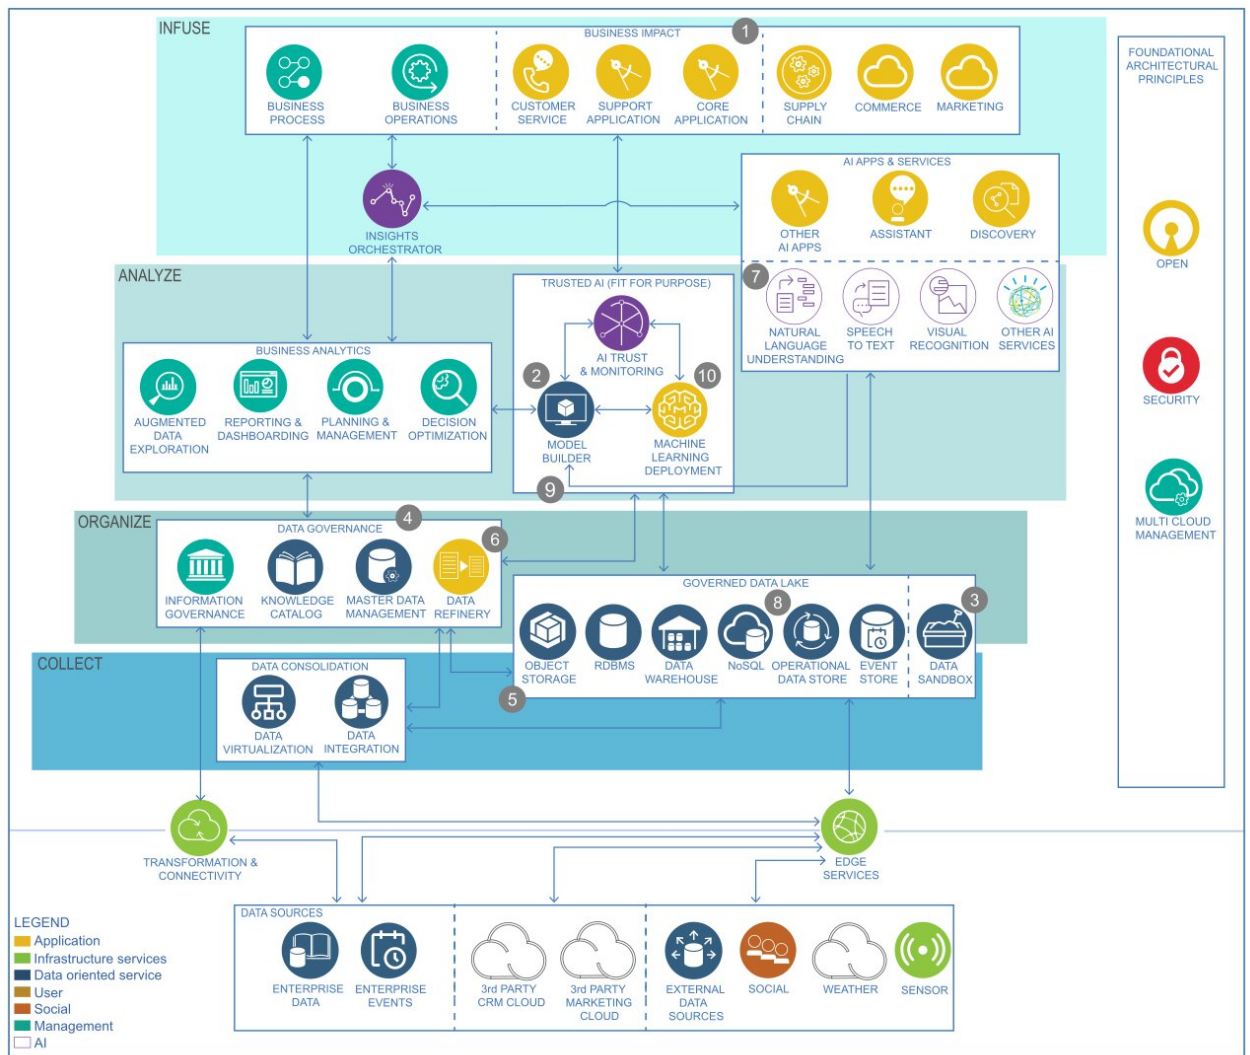 INFUSE
BUSINESS IMPACT
1
BUSINESS
PROCESS
BUSINESS
OPERATIONS
CUSTOMER
SERVICE
SUPPORT
APPLICATION
CORE
APPLICATION
SUPPLY
CHAIN
COMMERCE
MARKETING
FOUNDATIONAL
ARCHITECTURAL
PRINCIPLES
OPEN
SECURITY
MULTI CLOUD
MANAGEMENT
INSIGHTS
ORCHESTRATOR
AI APPS & SERVICES
OTHER
AI APPS
ASSISTANT
DISCOVERY
7
NATURAL
LANGUAGE
UNDERSTANDING
SPEECH
TO TEXT
VISUAL
RECOGNITION
OTHER AI
SERVICES
ANALYZE
BUSINESS ANALYTICS
AUGMENTED
DATA
EXPLORATION
REPORTING &
DASHBOARDING
PLANNING &
MANAGEMENT
DECISION
OPTIMIZATION
TRUSTED AI (FIT FOR PURPOSE)
AI TRUST
& MONITORING
2
10
MODEL
BUILDER
MACHINE
LEARNING
DEPLOYMENT
9
ORGANIZE
4
DATA GOVERNANCE
6
INFORMATION
GOVERNANCE
KNOWLEDGE
CATALOG
MASTER DATA
MANAGEMENT
DATA
REFINERY
GOVERNED DATA LAKE
8
3
OBJECT
STORAGE
RDBMS
DATA
WAREHOUSE
NoSQL
OPERATIONAL
DATA STORE
EVENT
STORE
DATA
SANDBOX
5
COLLECT
DATA CONSOLIDATION
DATA
VIRTUALIZATION
DATA
INTEGRATION
TRANSFORMATION &
CONNECTIVITY
EDGE
SERVICES
DATA SOURCES
ENTERPRISE
DATA
ENTERPRISE
EVENTS
3rd PARTY
CRM CLOUD
3rd PARTY
MARKETING
CLOUD
EXTERNAL
DATA
SOURCES
SOCIAL
WEATHER
SENSOR
LEGEND
Application
Infrastructure services
Data oriented service
User
Social
Management
AI